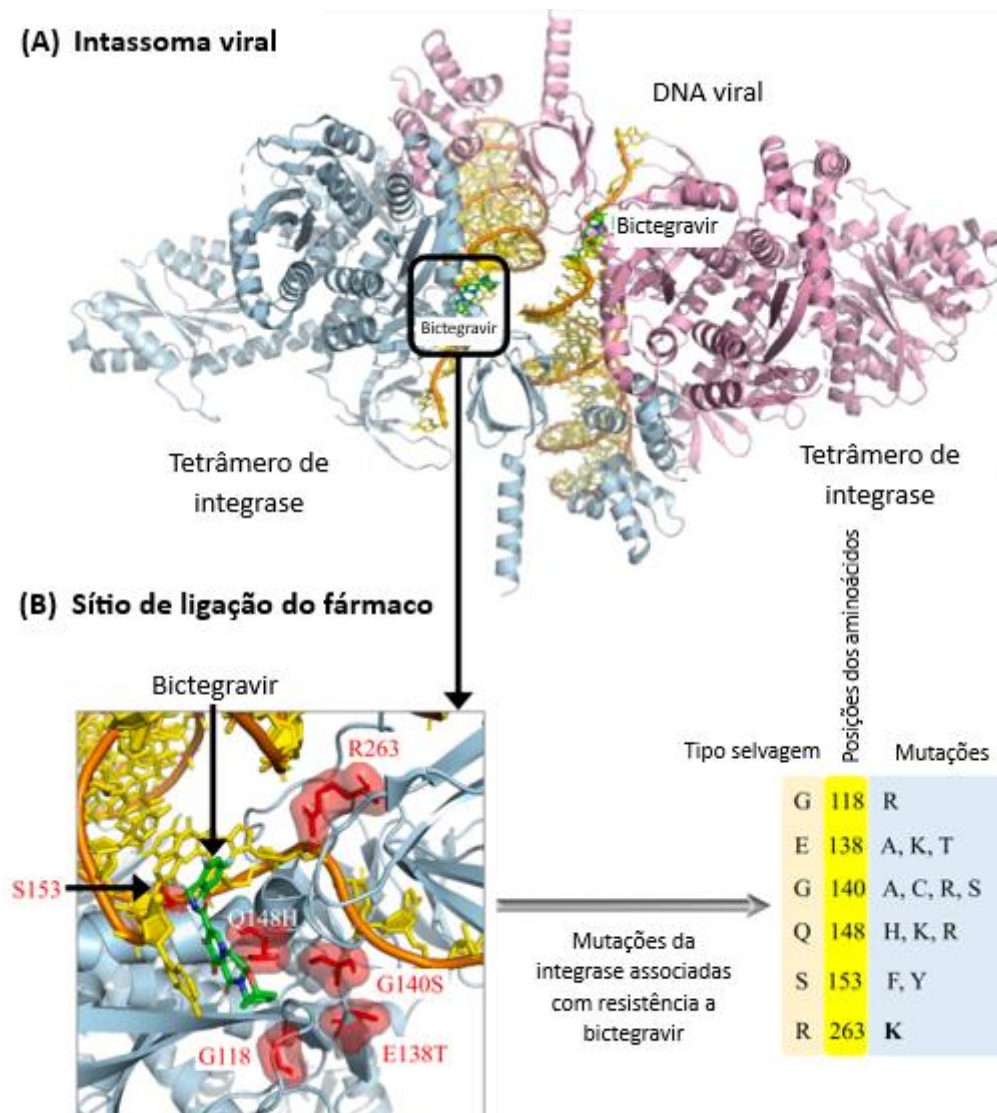 (A) Intassoma viral
DNA viral
Bictegravir
Bictegravir
Tetrâmero de
integrase
Tetrâmero de
integrase
(B) Sítio de ligação do fármaco
Bictegravir
R263
S153
Q148H
G140S
G118
E138T
Mutações da
integrase associadas
com resistência a
bictegravir
Tipo selvagem
Posições dos aminoácidos
Mutações
G 118 R
E 138 A, K, T
G 140 A, C, R, S
Q 148 H, K, R
S 153 F, Y
R 263 K